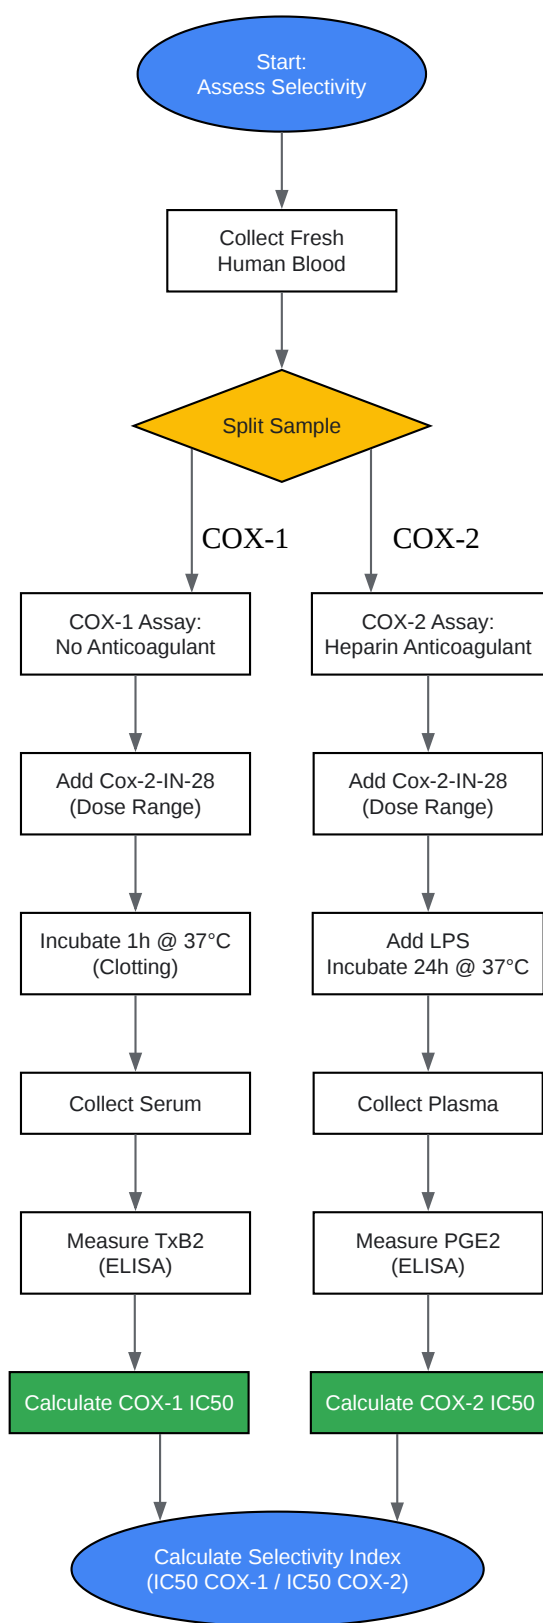 Start:
Assess Selectivity
Collect Fresh
Human Blood
Split Sample
COX-1
COX-2
COX-1 Assay:
No Anticoagulant
COX-2 Assay:
Heparin Anticoagulant
Add Cox-2-IN-28
(Dose Range)
Add Cox-2-IN-28
(Dose Range)
Incubate 1h @ 37°C
(Clotting)
Add LPS
Incubate 24h @ 37°C
Collect Serum
Collect Plasma
Measure TxB2
(ELISA)
Measure PGE2
(ELISA)
Calculate COX-1 IC50
Calculate COX-2 IC50
Calculate Selectivity Index
(IC50 COX-1 / IC50 COX-2)